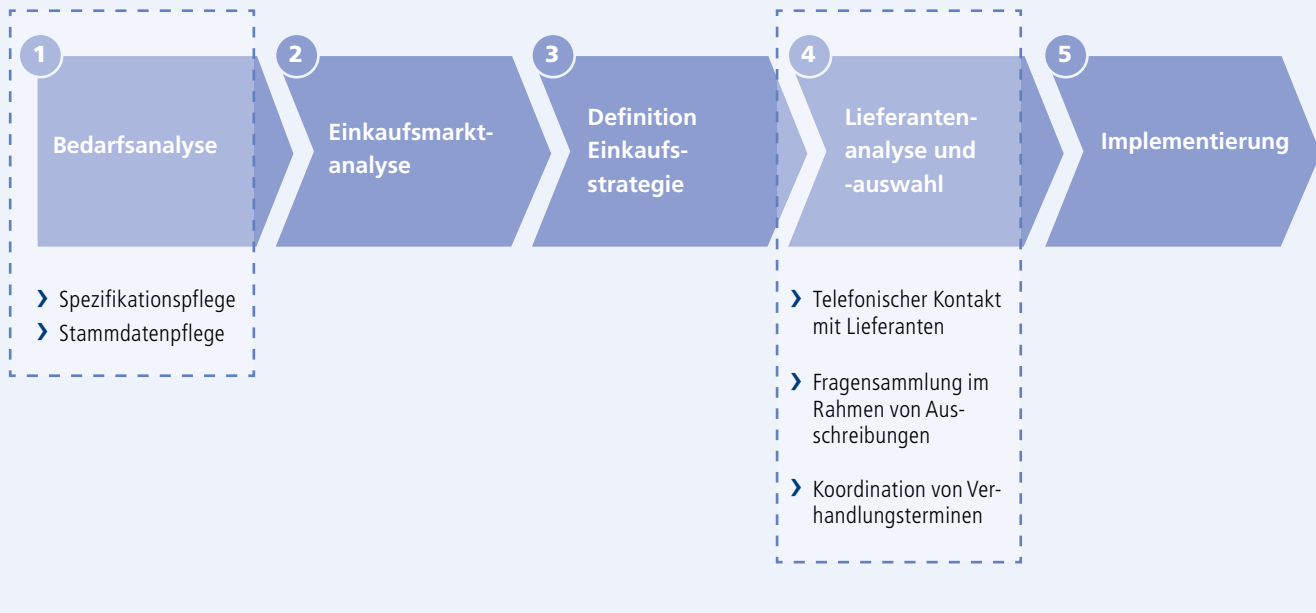 1
Bedarfsanalyse
2
Einkaufsmarkt-
analyse
3
Definition
Einkaufs-
strategie
4
Lieferanten-
analyse und
-auswahl
5
Implementierung
❯ Spezifikationspflege
❯ Stammdatenpflege
❯ Telefonischer Kontakt
mit Lieferanten
❯ Fragensammlung im
Rahmen von Aus-
schreibungen
❯ Koordination von Ver-
handlungsterminen